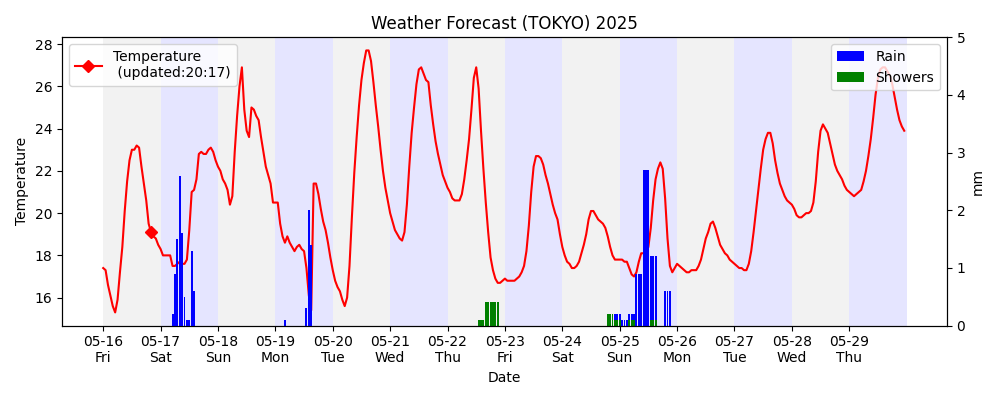 Weather Forecast (TOKYO) 2025
Temperature
(updated:20:17)
Rain
Showers
28
26
24
22
20
18
16
Temperature
5
4
3
2
1
0
mm
05-16 05-17 05-18 05-19 05-20 05-21 05-22 05-23 05-24 05-25 05-26 05-27 05-28 05-29
Fri Sat Sun Mon Tue Wed Thu Fri Sat Sun Mon Tue Wed Thu
Date